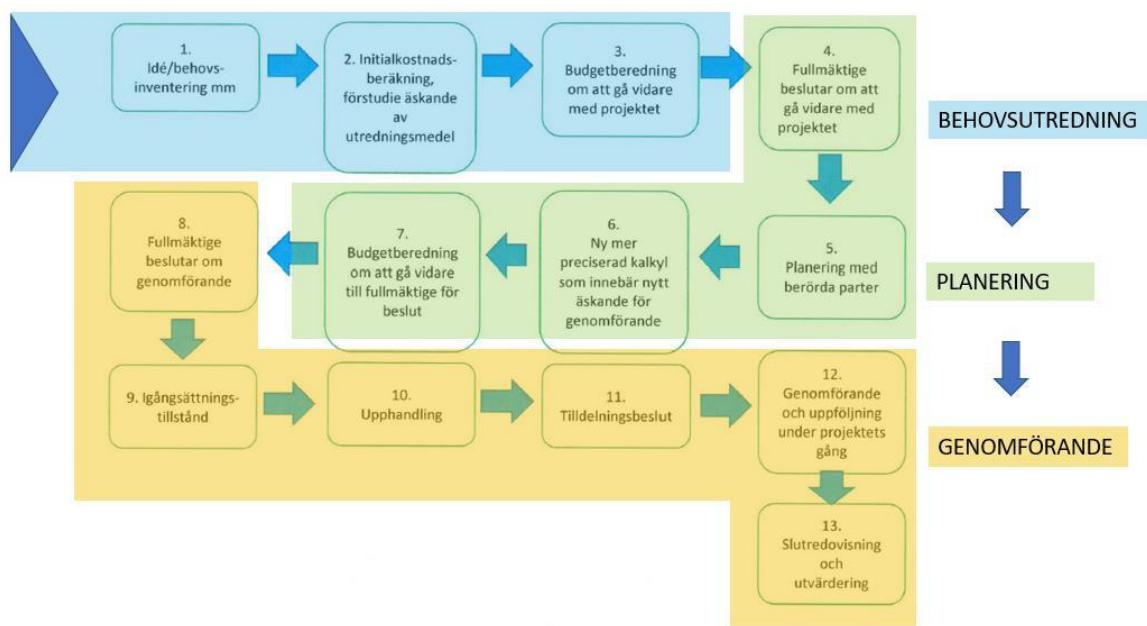 1.
Idé/behovs-
inventering mm
2. Initialkostnads-
beräkning,
förstudie äskande
av
utredningsmedel
3.
Budgetberedning
om att gå vidare
med projektet
4.
Fullmäktige
beslutar om att
gå vidare med
projektet
BEHOVSUTREDNING
8.
Fullmäktige
beslutar om
genomförande
7.
Budgetberedning
om att gå vidare
till fullmäktige för
beslut
6.
Ny mer
preciserad kalkyl
som innebär nytt
äskande för
genomförande
5.
Planering med
berörda parter
PLANERING
9. Igångsättnings-
tillstånd
10.
Upphandling
11.
Tilldelningsbeslut
12.
Genomförande
och uppföljning
under projektets
gång
GENOMFÖRANDE
13.
Slutredovisning
och
utvärdering